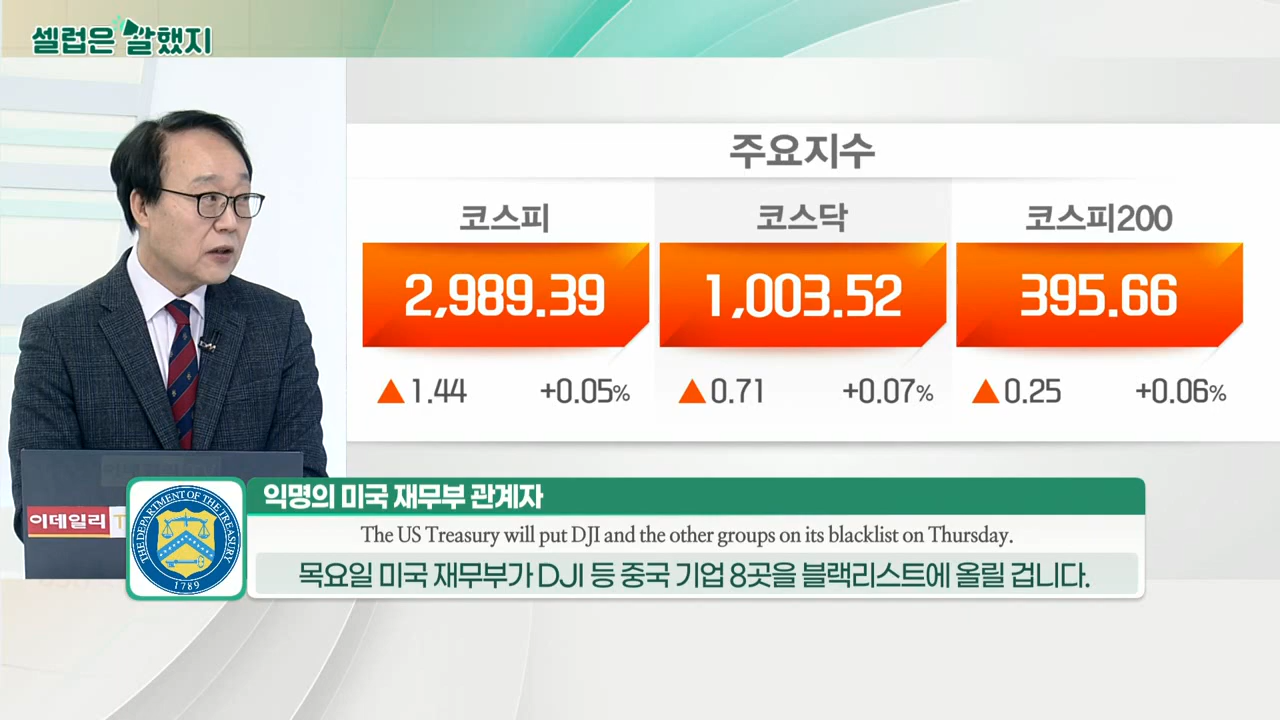 셀럽은 말했지
주요지수
코스피
코스닥
코스피200
2,989.39
1,003.52
395.66
▲1.44
+0.05%
▲0.71
+0.07%
▲0.25
+0.06%
이데일리 T
THE DEPARTMENT OF THE TREASURY
1789
익명의 미국 재무부 관계자
The US Treasury will put DJI and the other groups on its blacklist on Thursday.
목요일 미국 재무부가 DJI 등 중국 기업 8곳을 블랙리스트에 올릴 겁니다.